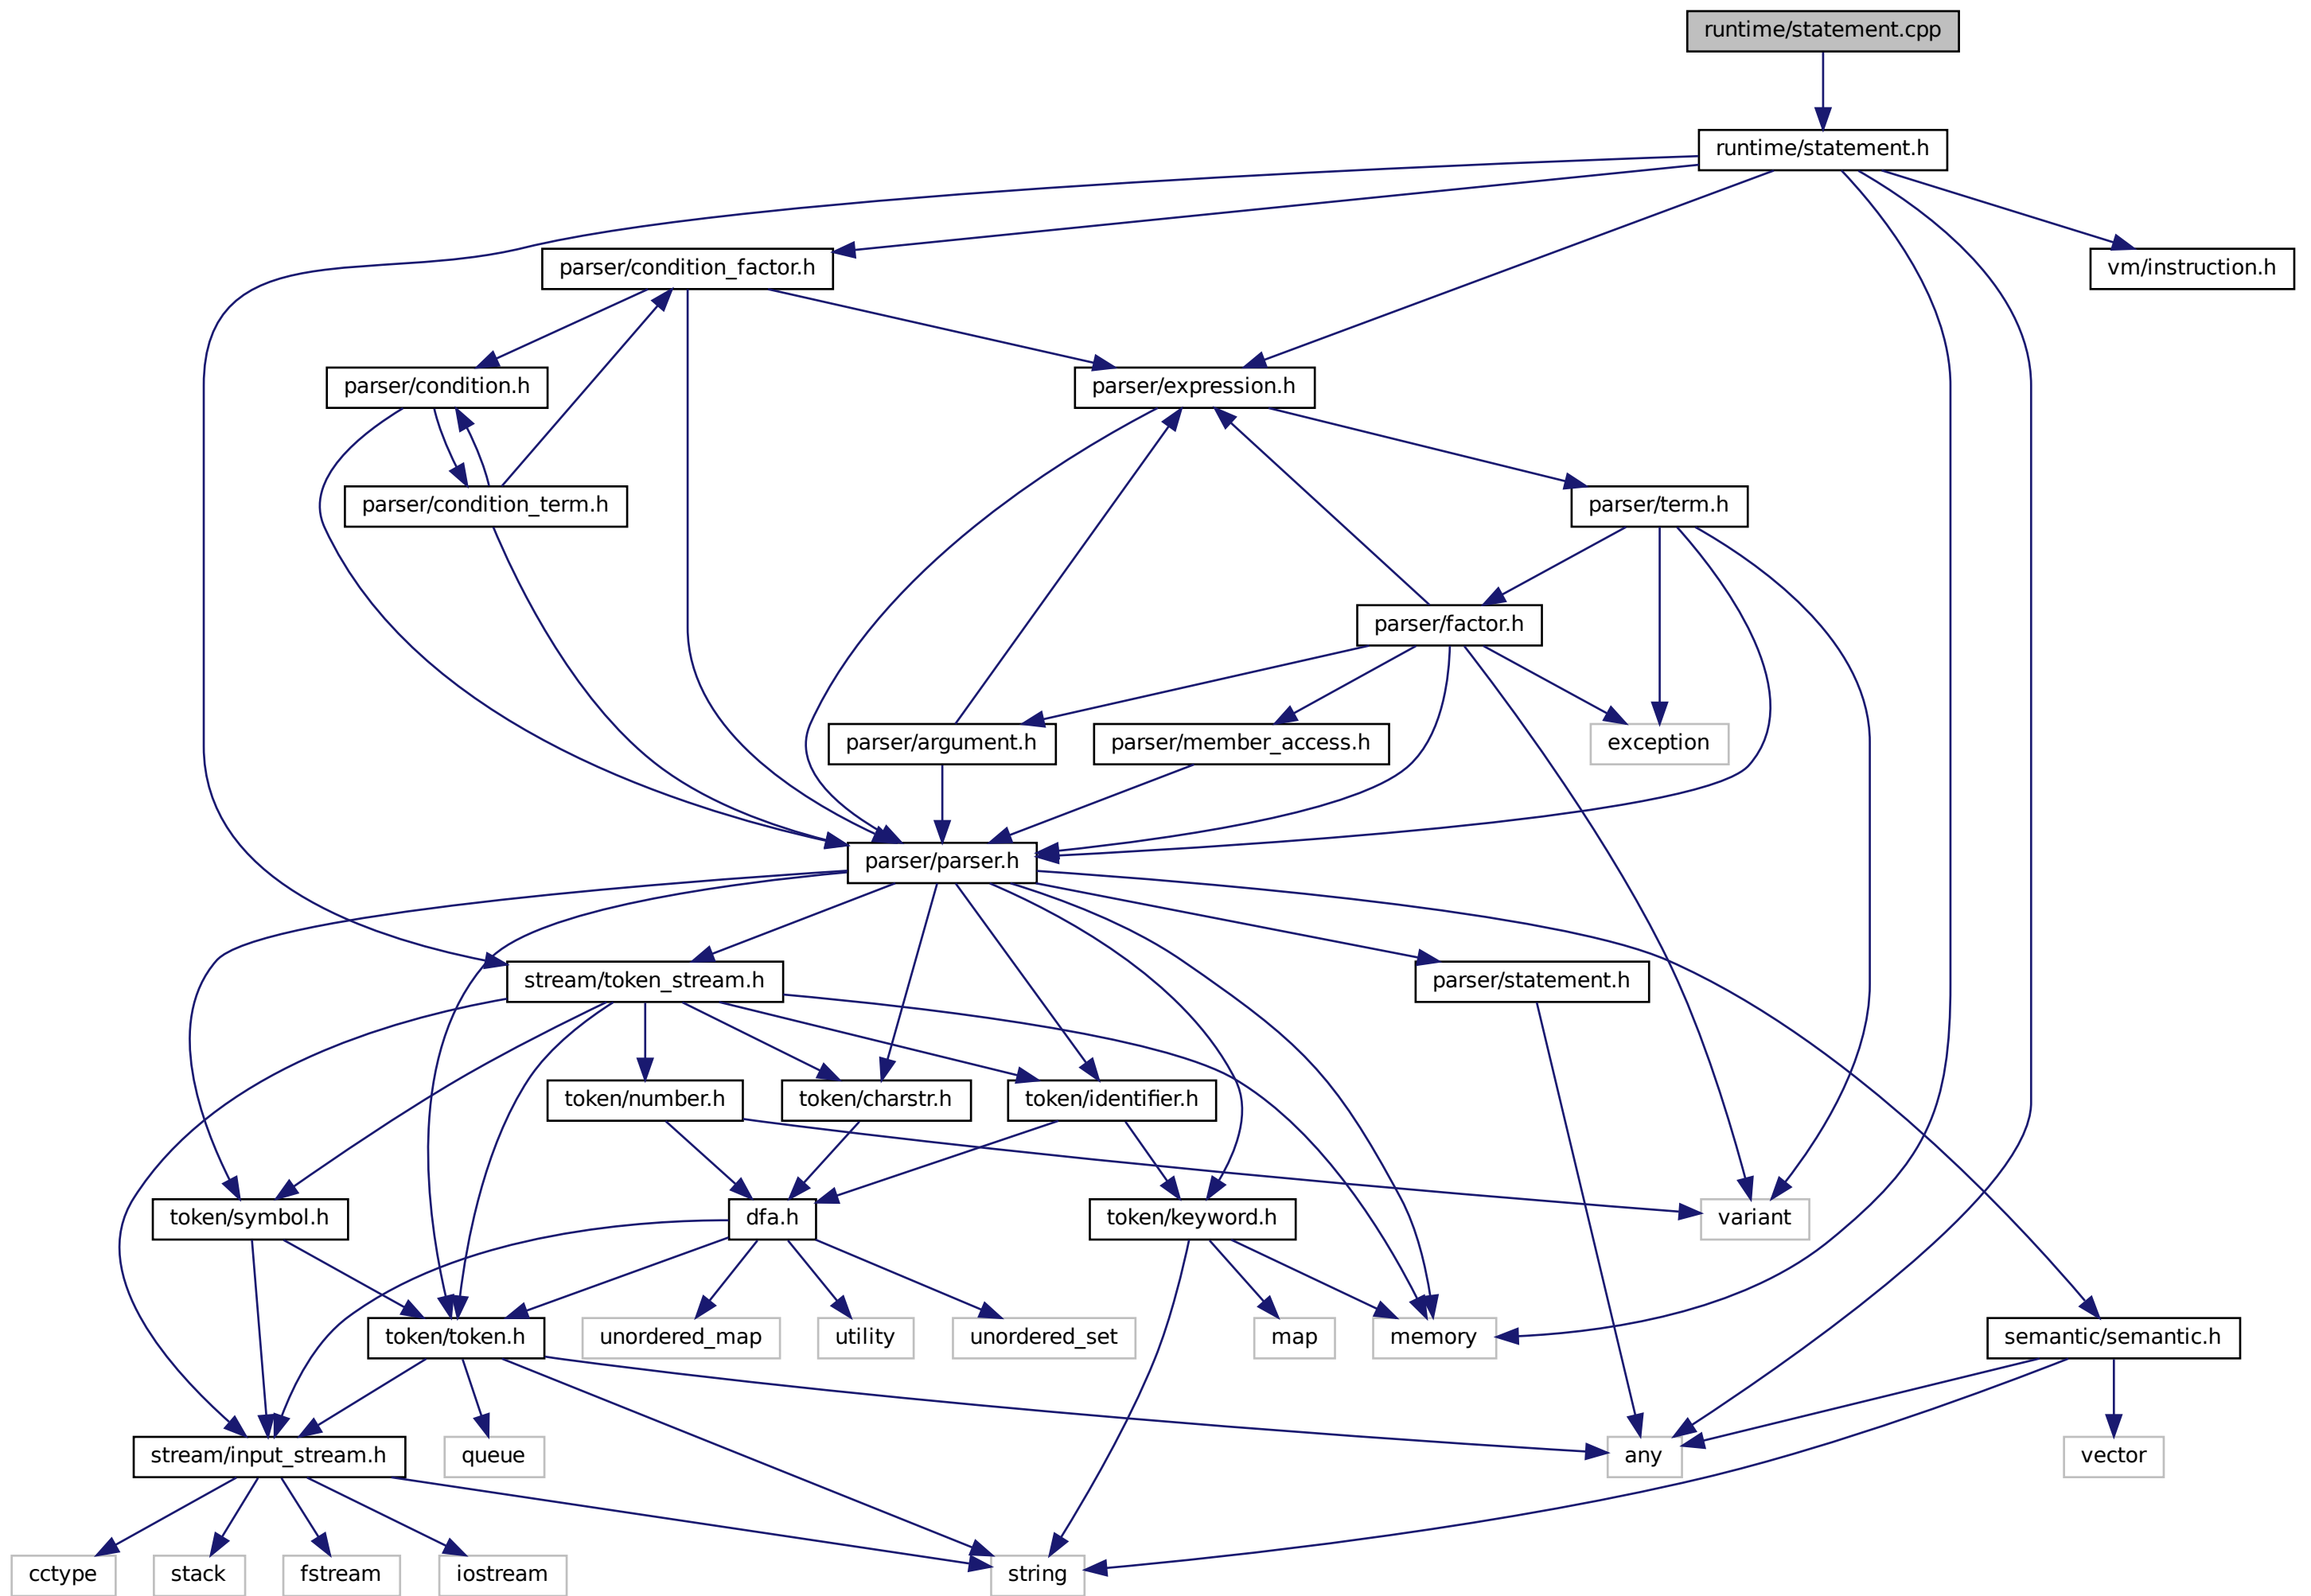 runtime/statement.cpp
runtime/statement.h
parser/condition_factor.h
vm/instruction.h
parser/condition.h
parser/expression.h
parser/condition_term.h
parser/term.h
parser/factor.h
parser/argument.h
parser/member_access.h
exception
parser/parser.h
stream/token_stream.h
parser/statement.h
token/number.h
token/charstr.h
token/identifier.h
token/symbol.h
dfa.h
token/keyword.h
variant
token/token.h
unordered_map
utility
unordered_set
map
memory
semantic/semantic.h
stream/input_stream.h
queue
any
vector
cctype
stack
fstream
iostream
string